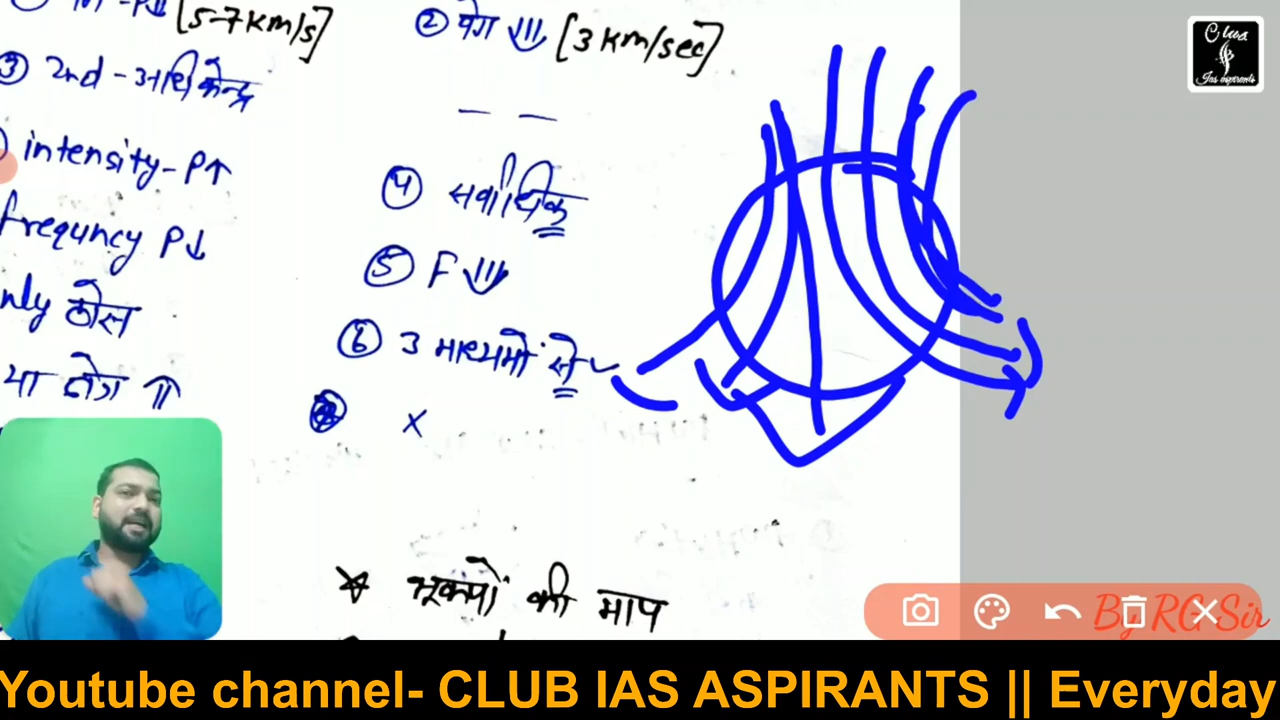 [5-7km/s]
③ 2nd - अधिकेन्द्र
intensity - P↑
frequncy P↓
nly ठोस
② वेग ↓↓↓ [3 km/sec]
— —
④ सर्वाधिक
⑤ F ↓↓↓
⑥ 3 माध्यमों से
×
☆ भूकंपों की माप
Club
Ias aspirants
By RG Sir
Youtube channel- CLUB IAS ASPIRANTS || Everyday